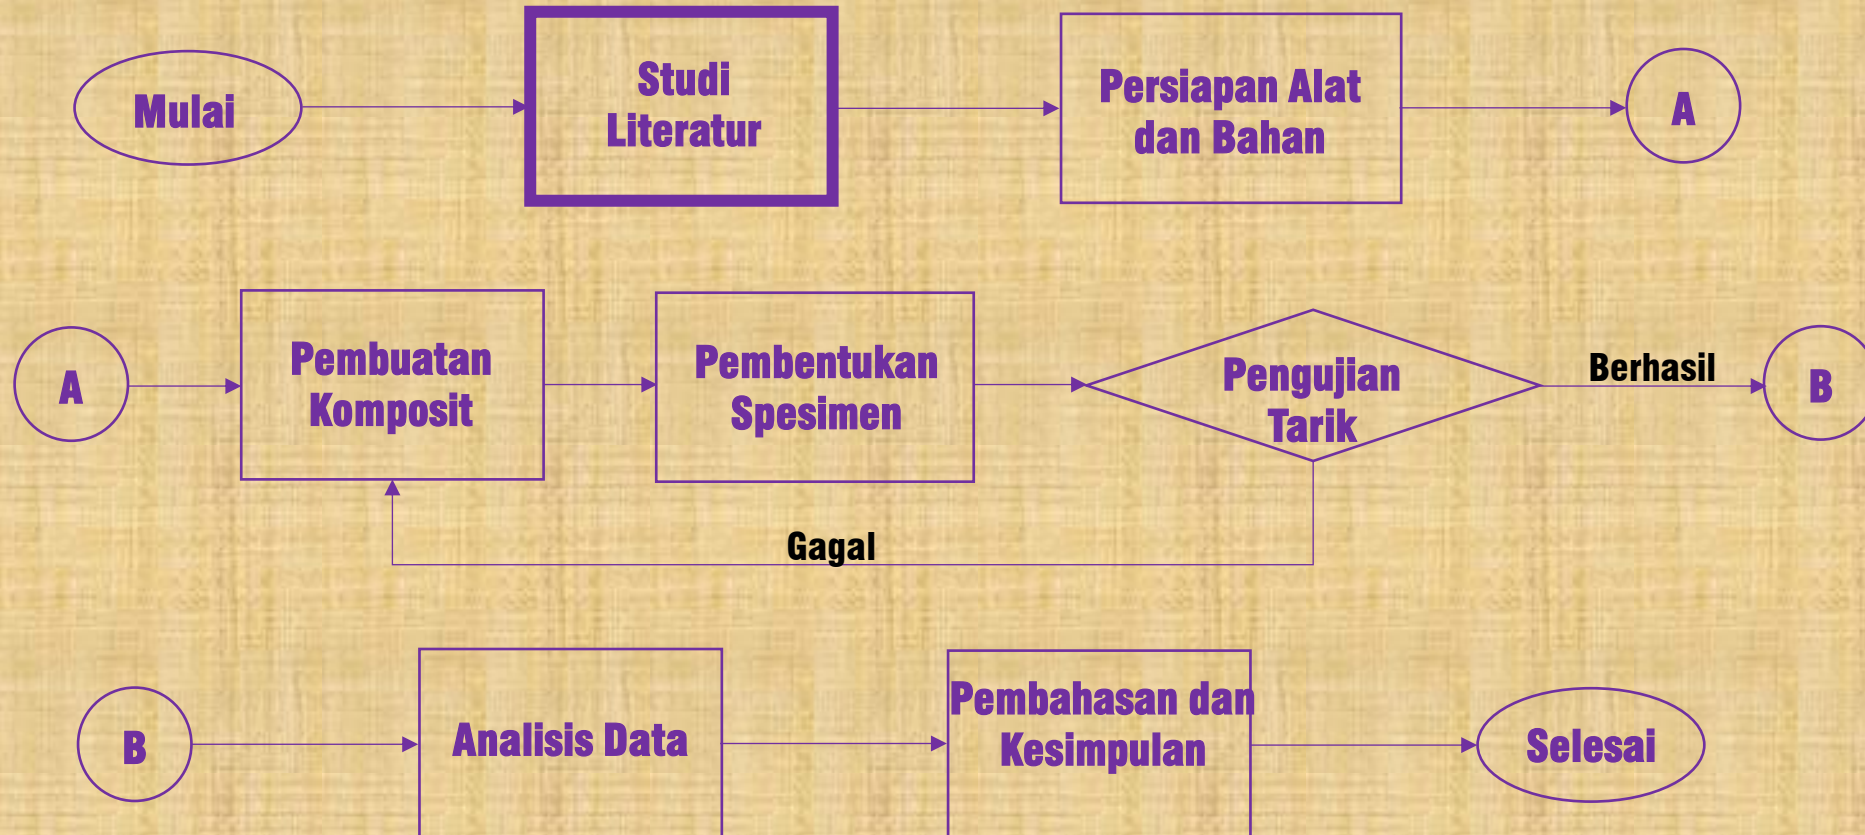 Mulai
Studi
Literatur
Persiapan Alat
dan Bahan
A
A
Pembuatan
Komposit
Pembentukan
Spesimen
Pengujian
Tarik
Berhasil
B
Gagal
B
Analisis Data
Pembahasan dan
Kesimpulan
Selesai